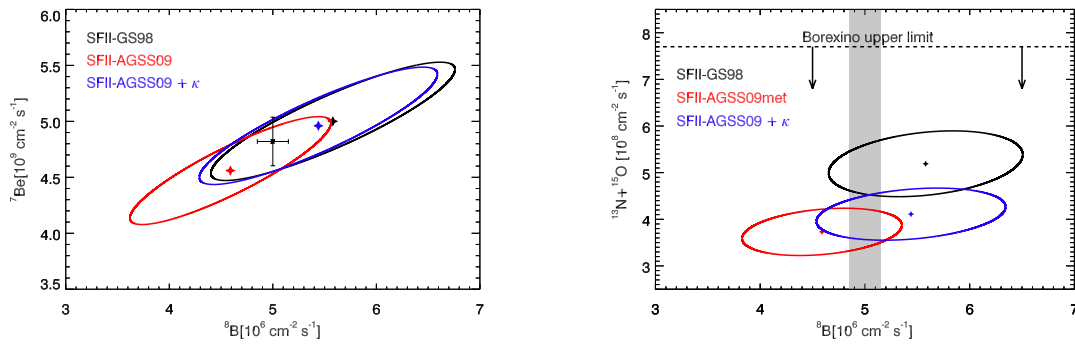 6.0
5.5
5.0
4.5
4.0
3.5
⁷Be[10⁹ cm⁻² s⁻¹]
SFII-GS98
SFII-AGSS09
SFII-AGSS09 + κ
3 4 5 6 7
⁸B[10⁶ cm⁻² s⁻¹]
8
7
6
5
4
3
¹³N+ ¹⁵O [10⁸ cm⁻² s⁻¹]
Borexino upper limit
SFII-GS98
SFII-AGSS09met
SFII-AGSS09 + κ
3 4 5 6 7
⁸B[10⁶ cm⁻² s⁻¹]